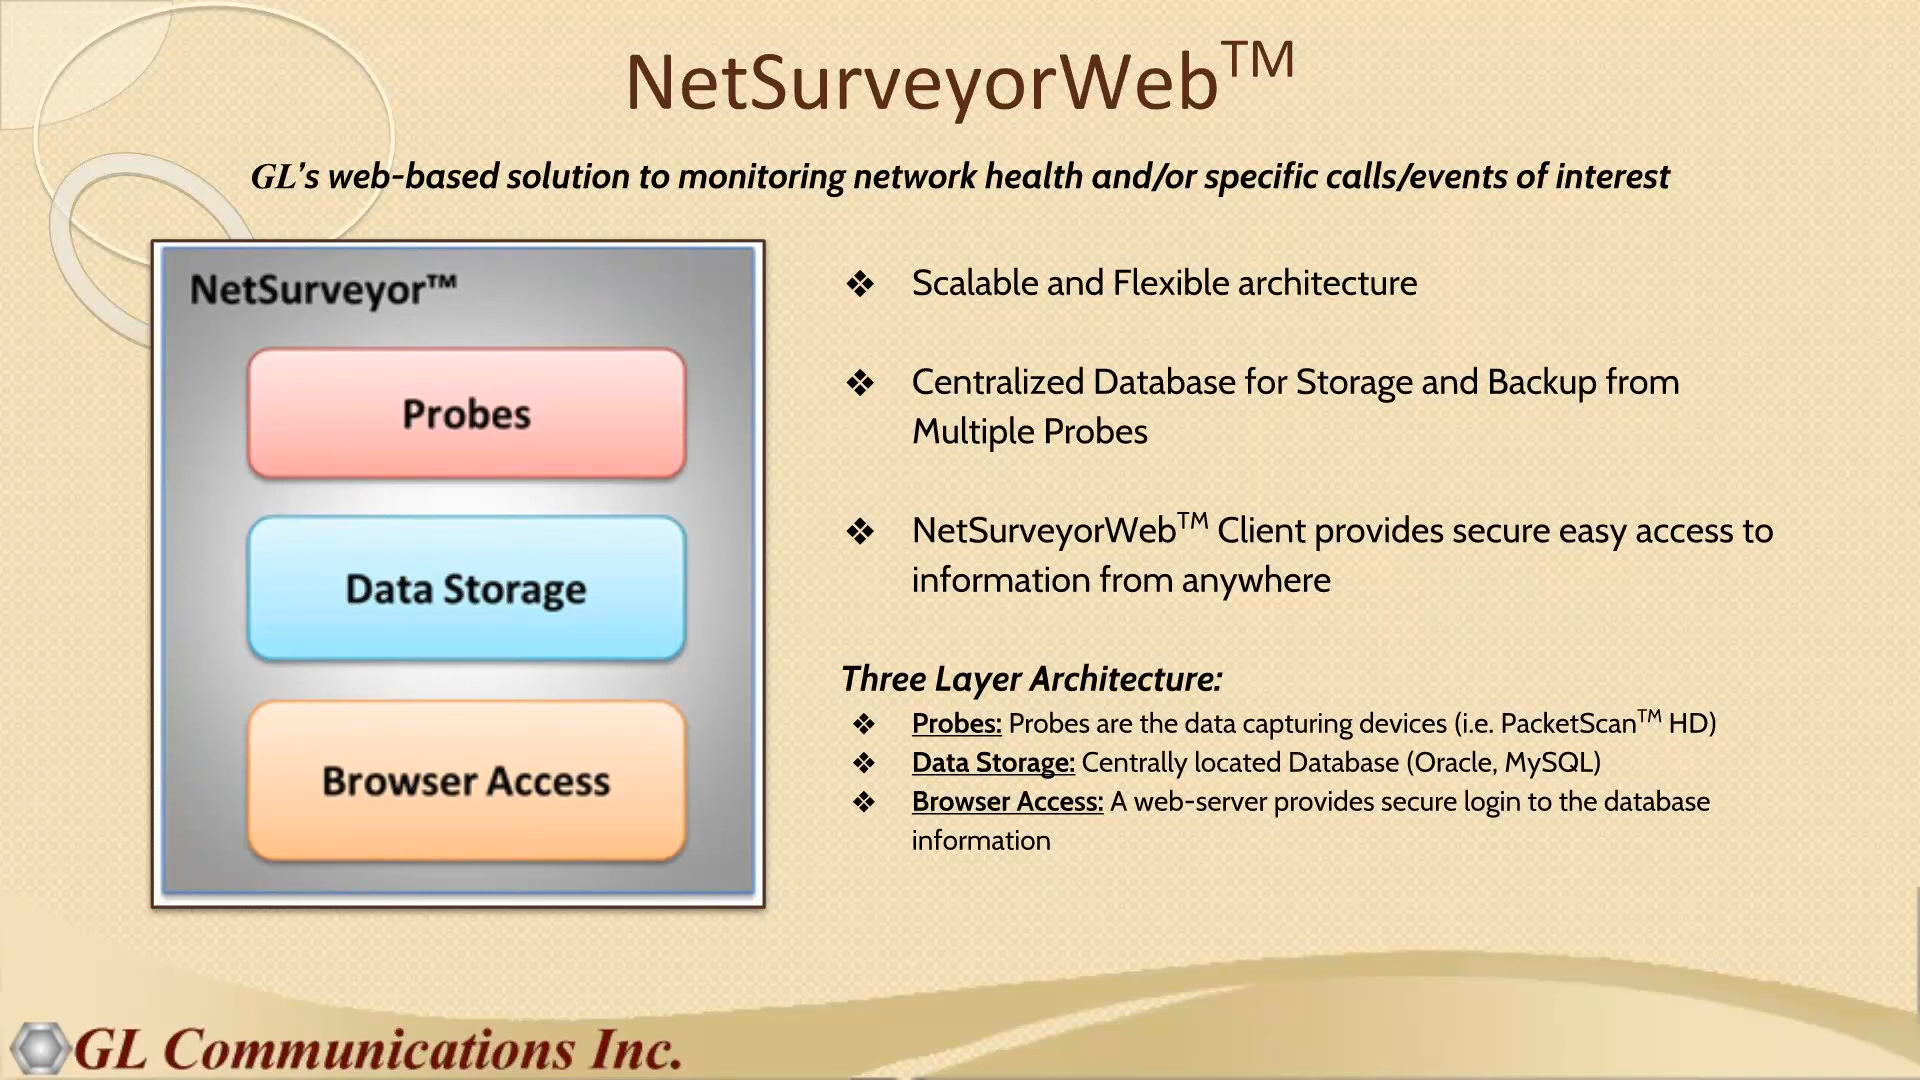 NetSurveyorWeb™
GL's web-based solution to monitoring network health and/or specific calls/events of interest
NetSurveyor™
Probes
Data Storage
Browser Access
❖ Scalable and Flexible architecture
❖ Centralized Database for Storage and Backup from
Multiple Probes
❖ NetSurveyorWeb™ Client provides secure easy access to
information from anywhere
Three Layer Architecture:
❖ Probes: Probes are the data capturing devices (i.e. PacketScan™ HD)
❖ Data Storage: Centrally located Database (Oracle, MySQL)
❖ Browser Access: A web-server provides secure login to the database
information
GL Communications Inc.